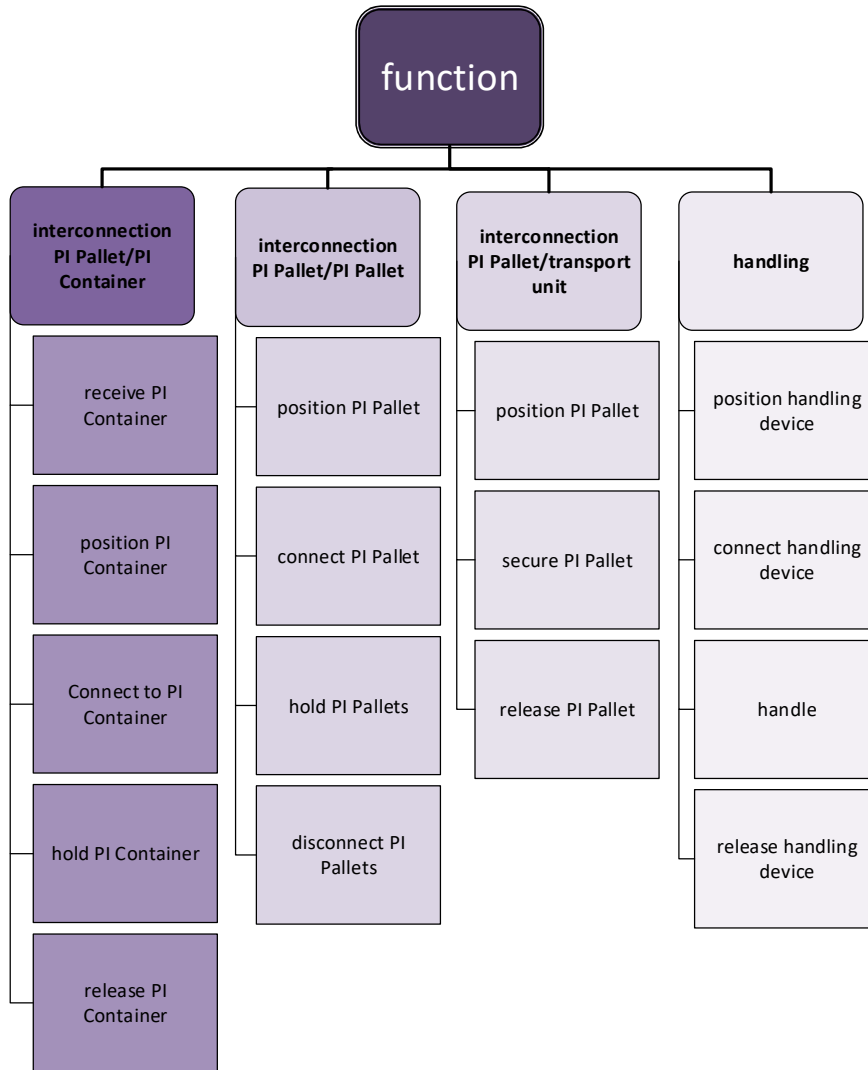 function
interconnection
PI Pallet/PI
Container
receive PI
Container
position PI
Container
Connect to PI
Container
hold PI Container
release PI
Container
interconnection
PI Pallet/PI Pallet
position PI Pallet
connect PI Pallet
hold PI Pallets
disconnect PI
Pallets
interconnection
PI Pallet/transport
unit
position PI Pallet
secure PI Pallet
release PI Pallet
handling
position handling
device
connect handling
device
handle
release handling
device